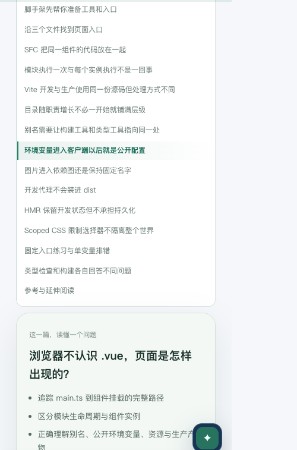 脚手架先帮你准备工具和入口
沿三个文件找到页面入口
SFC 把同一组件的代码放在一起
模块执行一次与每个实例执行不是一回事
Vite 开发与生产使用同一份源码但处理方式不同
目录随职责增长不必一开始就铺满层级
别名需要让构建工具和类型工具指向同一处
环境变量进入客户端以后就是公开配置
图片进入依赖图还是保持固定名字
开发代理不会装进 dist
HMR 保留开发状态但不承担持久化
Scoped CSS 限制选择器不隔离整个世界
固定入口练习与单变量排错
类型检查和构建各自回答不同问题
参考与延伸阅读
这一篇，读懂一个问题
浏览器不认识 .vue，页面是怎样
出现的？
追踪 main.ts 到组件挂载的完整路径
区分模块生命周期与组件实例
正确理解别名、公开环境变量、资源与生产产
物